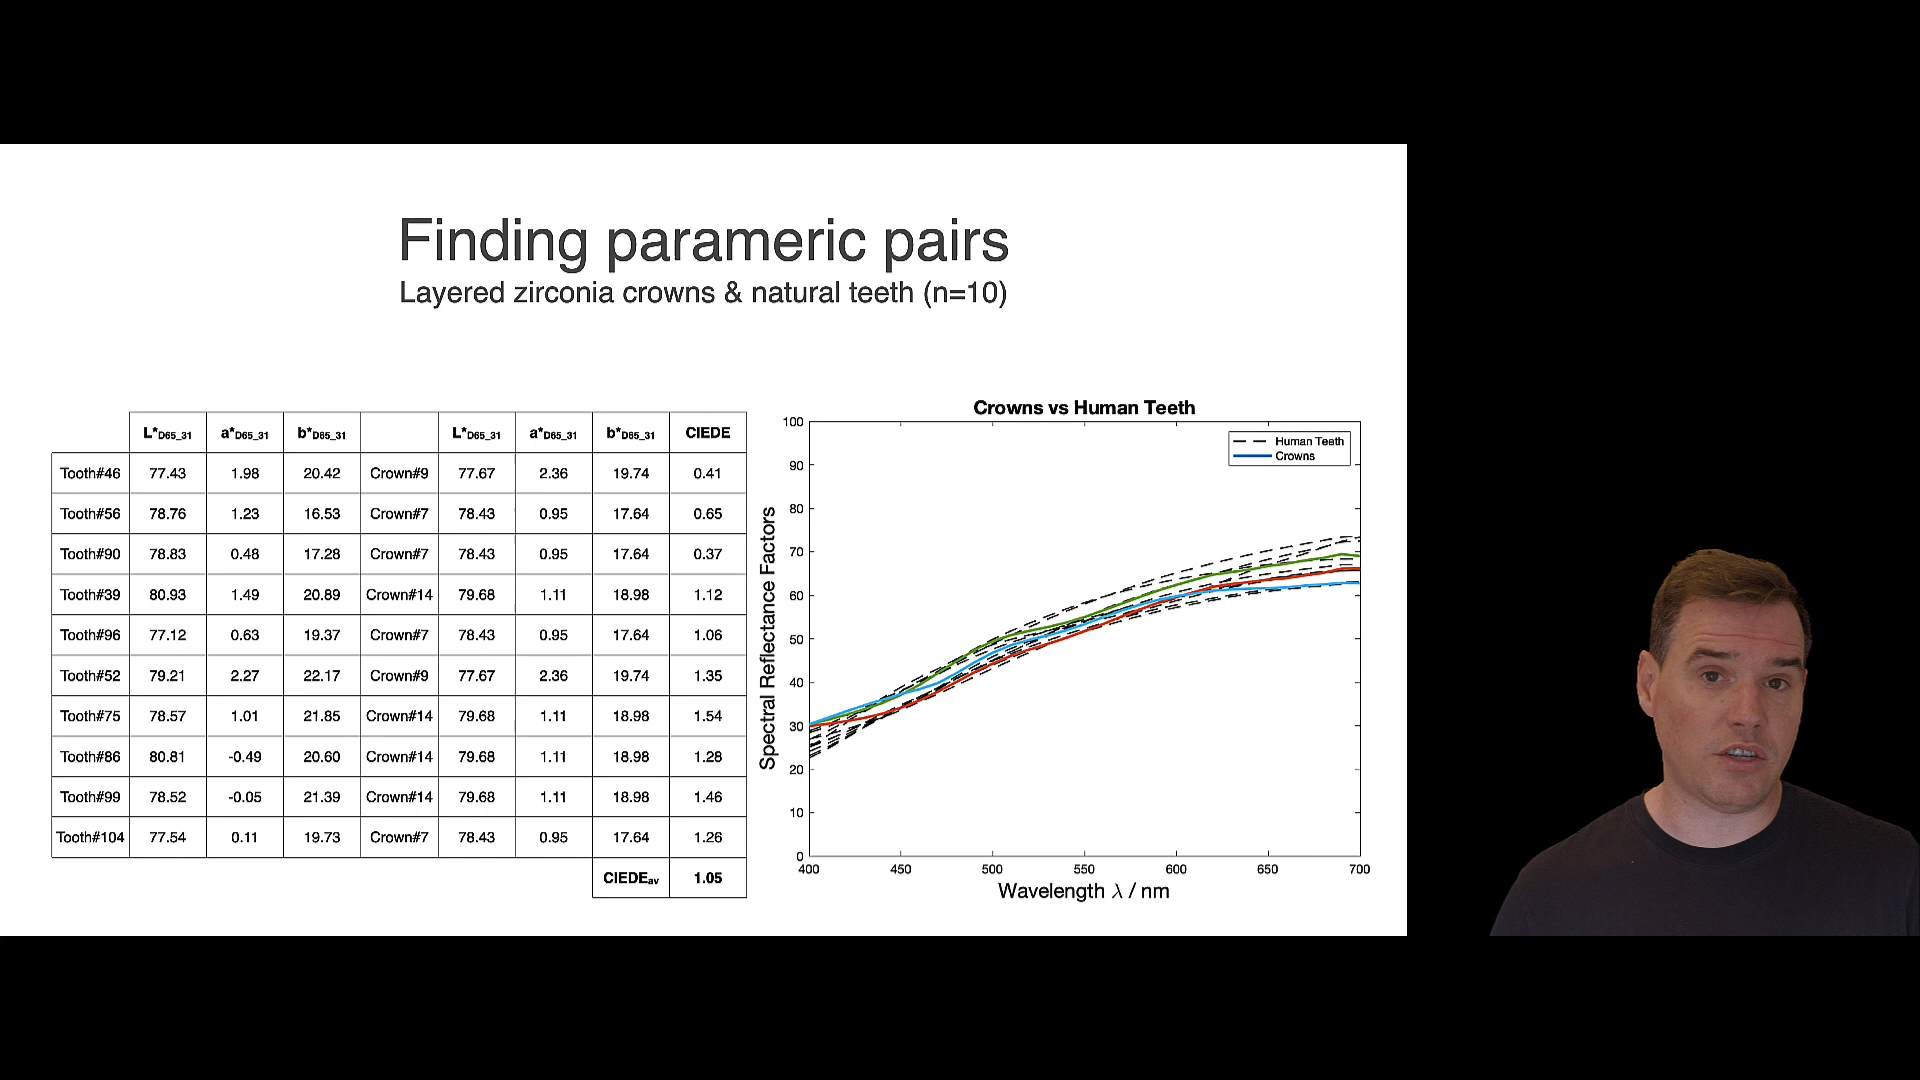 Finding parameric pairs
Layered zirconia crowns & natural teeth (n=10)
L*D65_31 a*D65_31 b*D65_31 L*D65_31 a*D65_31 b*D65_31 CIEDE
Tooth#46 77.43 1.98 20.42 Crown#9 77.67 2.36 19.74 0.41
Tooth#56 78.76 1.23 16.53 Crown#7 78.43 0.95 17.64 0.65
Tooth#90 78.83 0.48 17.28 Crown#7 78.43 0.95 17.64 0.37
Tooth#39 80.93 1.49 20.89 Crown#14 79.68 1.11 18.98 1.12
Tooth#96 77.12 0.63 19.37 Crown#7 78.43 0.95 17.64 1.06
Tooth#52 79.21 2.27 22.17 Crown#9 77.67 2.36 19.74 1.35
Tooth#75 78.57 1.01 21.85 Crown#14 79.68 1.11 18.98 1.54
Tooth#86 80.81 -0.49 20.60 Crown#14 79.68 1.11 18.98 1.28
Tooth#99 78.52 -0.05 21.39 Crown#14 79.68 1.11 18.98 1.46
Tooth#104 77.54 0.11 19.73 Crown#7 78.43 0.95 17.64 1.26
CIEDEav 1.05
Crowns vs Human Teeth
Human Teeth
Crowns
Spectral Reflectance Factors
100
90
80
70
60
50
40
30
20
10
0
400 450 500 550 600 650 700
Wavelength λ / nm